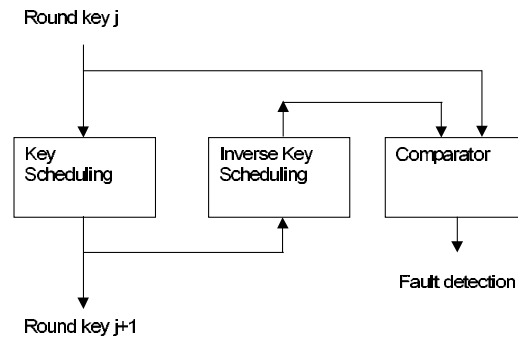 Round key j
Key
Scheduling
Inverse Key
Scheduling
Comparator
Fault detection
Round key j+1